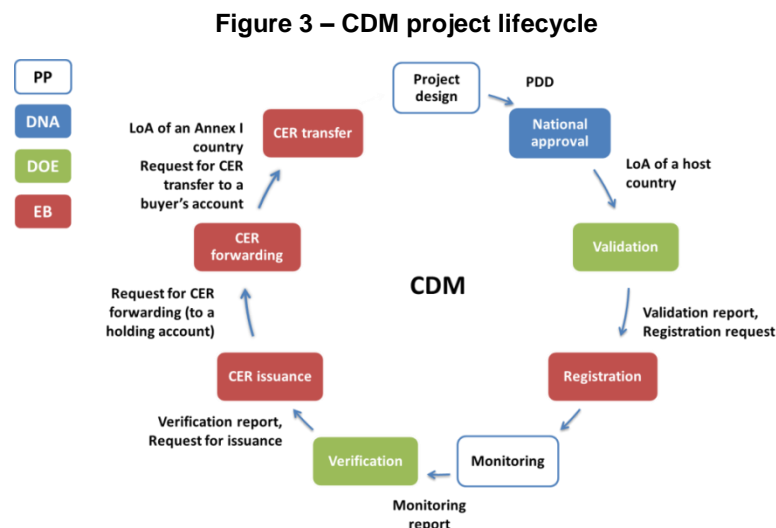 Figure 3 – CDM project lifecycle
PP
DNA
DOE
EB
Project
design
PDD
National
approval
LoA of a host
country
Validation
Validation report,
Registration request
Registration
Monitoring
Monitoring
report
Verification
Verification report,
Request for issuance
CER issuance
Request for CER
forwarding (to a
holding account)
CER
forwarding
LoA of an Annex I
country
Request for CER
transfer to a
buyer's account
CER transfer
CDM